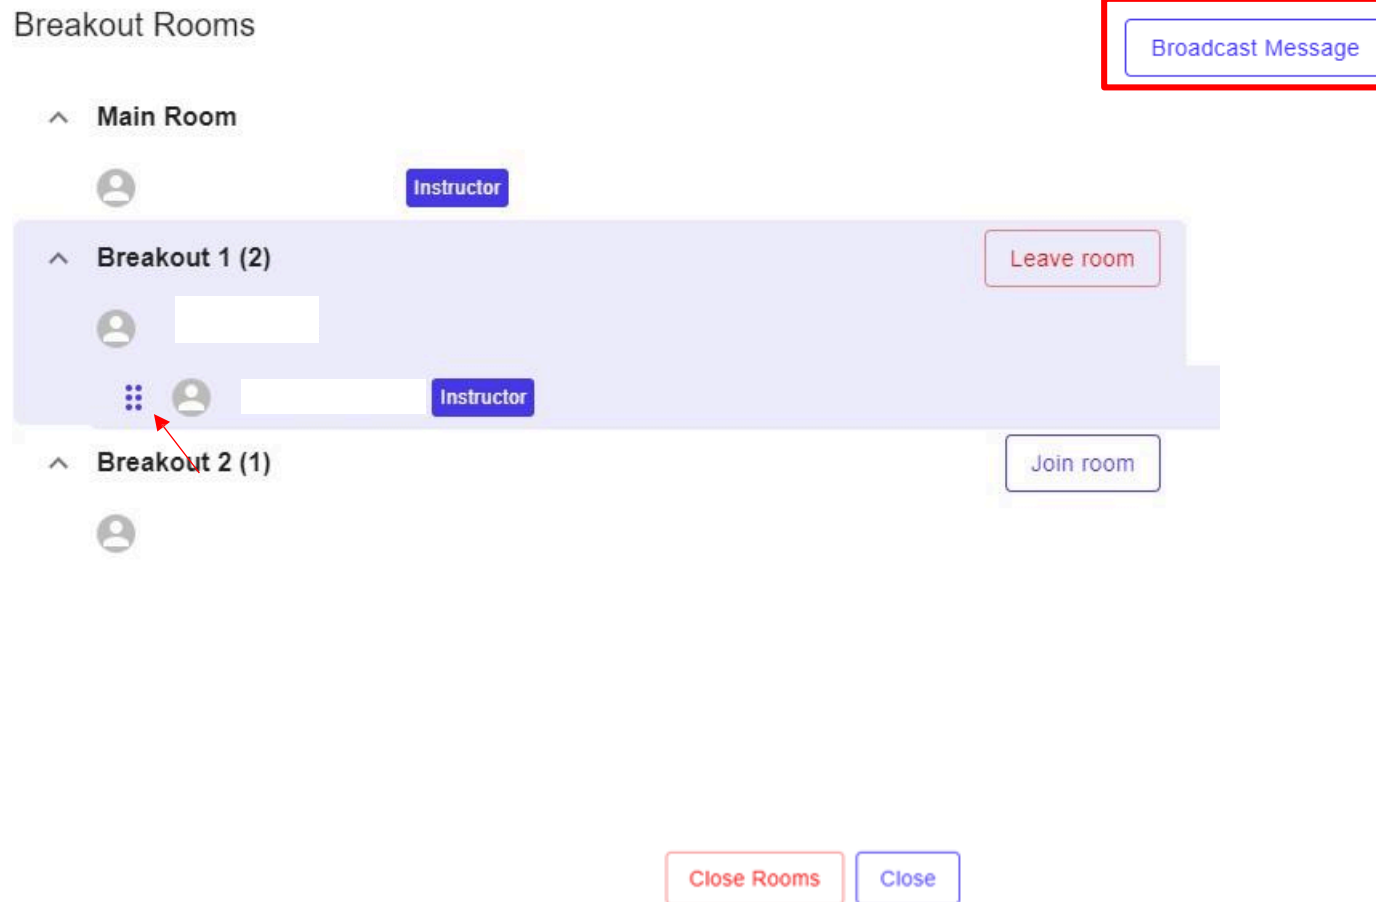 Breakout Rooms
Broadcast Message
Main Room
Instructor
Breakout 1 (2)
Leave room
Instructor
Breakout 2 (1)
Join room
Close Rooms
Close